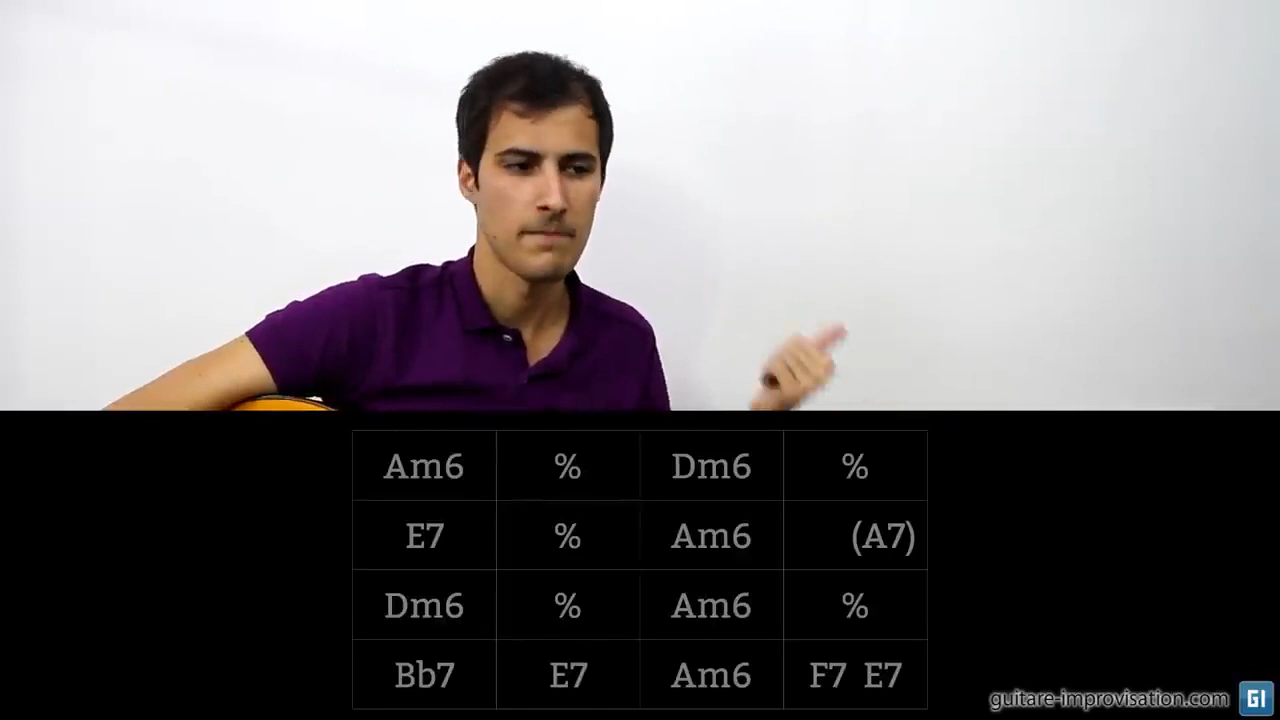 Am6 % Dm6 %
E7 % Am6 (A7)
Dm6 % Am6 %
Bb7 E7 Am6 F7 E7
guitare-improvisation.com GI